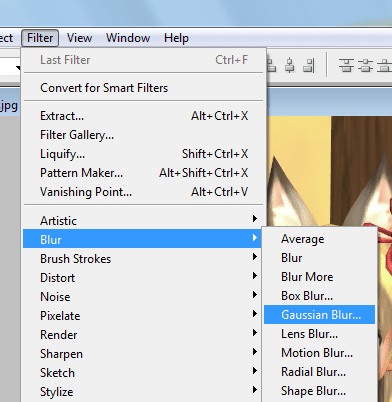 ect Filter View Window Help
Last Filter Ctrl+F
Convert for Smart Filters
Extract... Alt+Ctrl+X
Filter Gallery...
Liquify... Shift+Ctrl+X
Pattern Maker... Alt+Shift+Ctrl+X
Vanishing Point... Alt+Ctrl+V
.jpg
Artistic
Blur
Brush Strokes
Distort
Noise
Pixelate
Render
Sharpen
Sketch
Stylize
Average
Blur
Blur More
Box Blur...
Gaussian Blur...
Lens Blur...
Motion Blur...
Radial Blur...
Shape Blur...